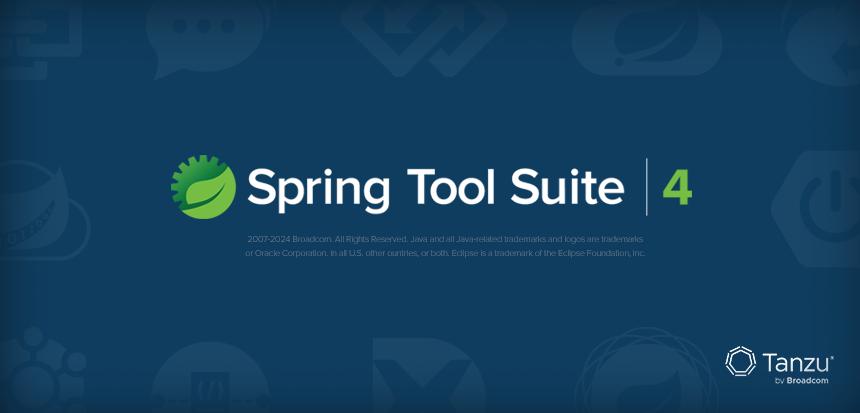 Spring Tool Suite | 4
2007-2024 Broadcom. All Rights Reserved. Java and all Java-related trademarks and logos are trademarks
or Oracle Corporation. In all U.S. other ountries, or both. Eclipse is a trademark of the Eclipse Foundation, Inc.
Tanzu
by Broadcom